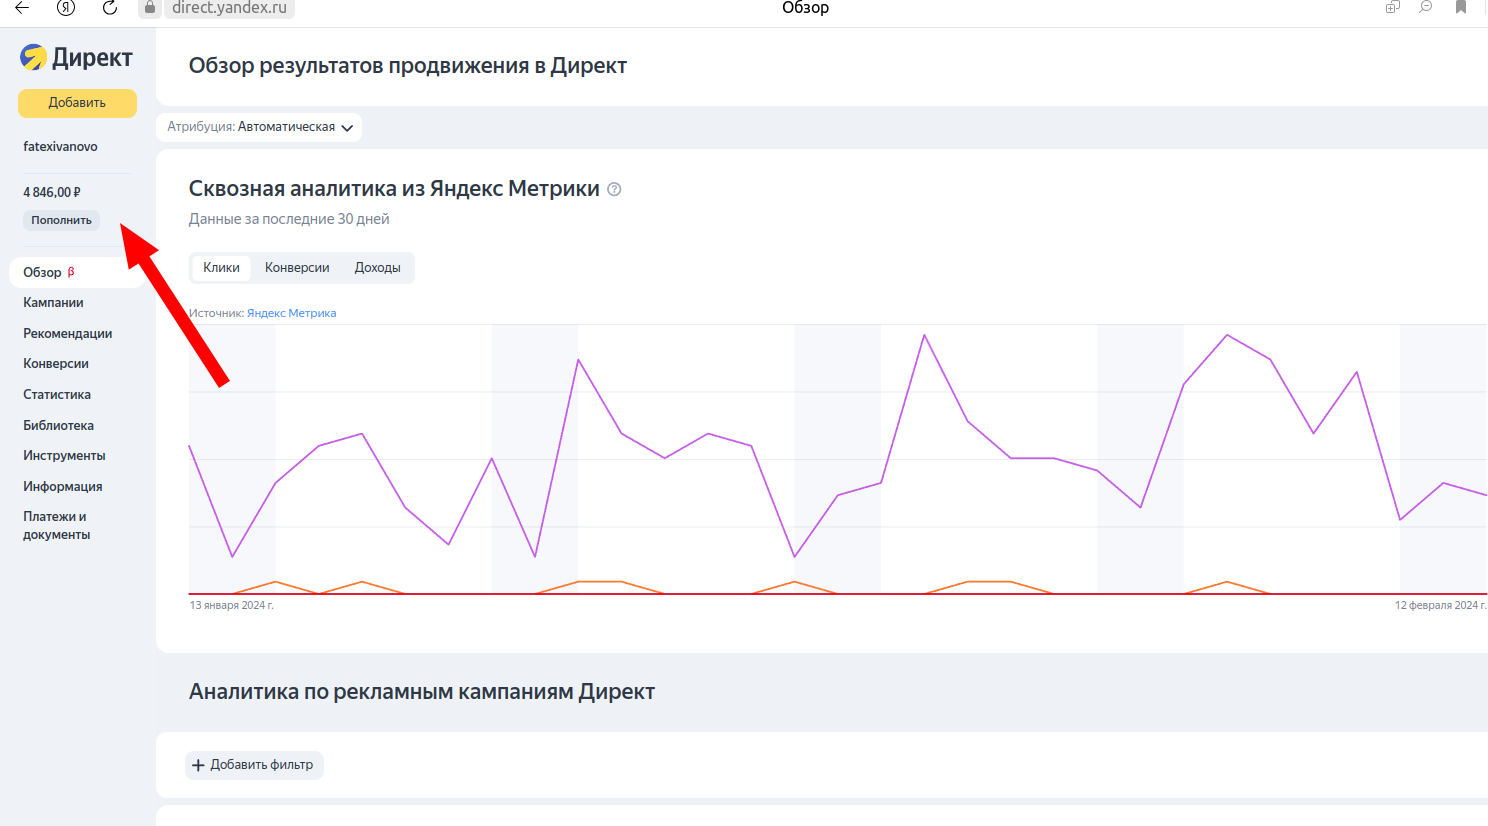 direct.yandex.ru
Обзор
Директ
Добавить
fatexivanovo
4 846,00 ₽
Пополнить
Обзор β
Кампании
Рекомендации
Конверсии
Статистика
Библиотека
Инструменты
Информация
Платежи и
документы
Обзор результатов продвижения в Директ
Атрибуция: Автоматическая
Сквозная аналитика из Яндекс Метрики ?
Данные за последние 30 дней
Клики Конверсии Доходы
Источник: Яндекс Метрика
13 января 2024 г. 12 февраля 2024 г.
Аналитика по рекламным кампаниям Директ
+ Добавить фильтр